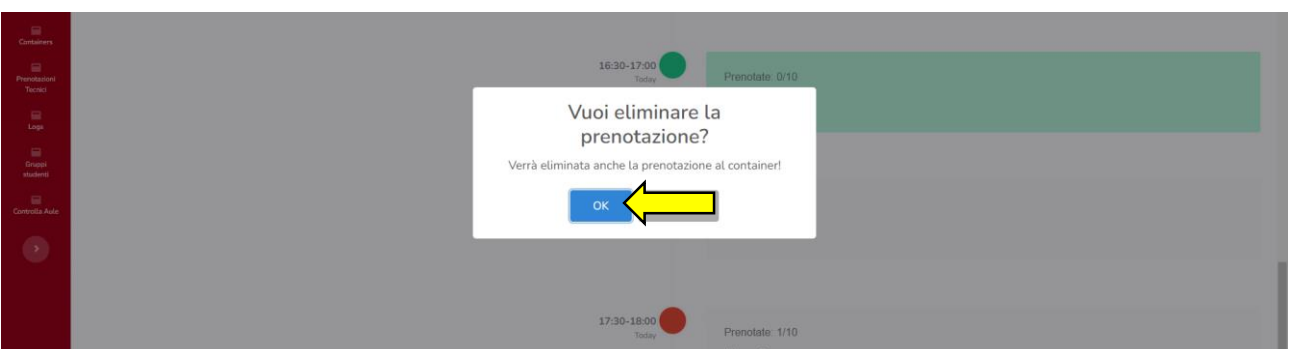 Containers
Prenotazioni
Tecnici
Logs
Gruppi
studenti
Controlla Aule
16:30-17:00
Today
Prenotate: 0/10
Vuoi eliminare la
prenotazione?
Verrà eliminata anche la prenotazione al container!
OK
17:30-18:00
Today
Prenotate: 1/10